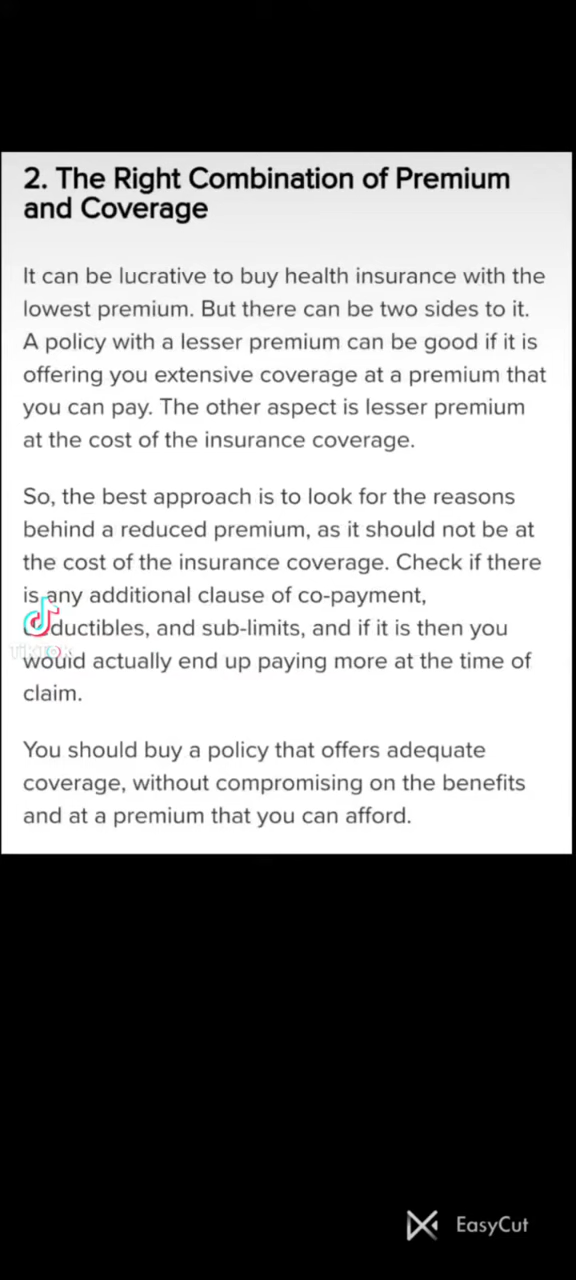 2. The Right Combination of Premium
and Coverage
It can be lucrative to buy health insurance with the
lowest premium. But there can be two sides to it.
A policy with a lesser premium can be good if it is
offering you extensive coverage at a premium that
you can pay. The other aspect is lesser premium
at the cost of the insurance coverage.
So, the best approach is to look for the reasons
behind a reduced premium, as it should not be at
the cost of the insurance coverage. Check if there
is any additional clause of co-payment,
deductibles, and sub-limits, and if it is then you
would actually end up paying more at the time of
claim.
TikTok
You should buy a policy that offers adequate
coverage, without compromising on the benefits
and at a premium that you can afford.
EasyCut